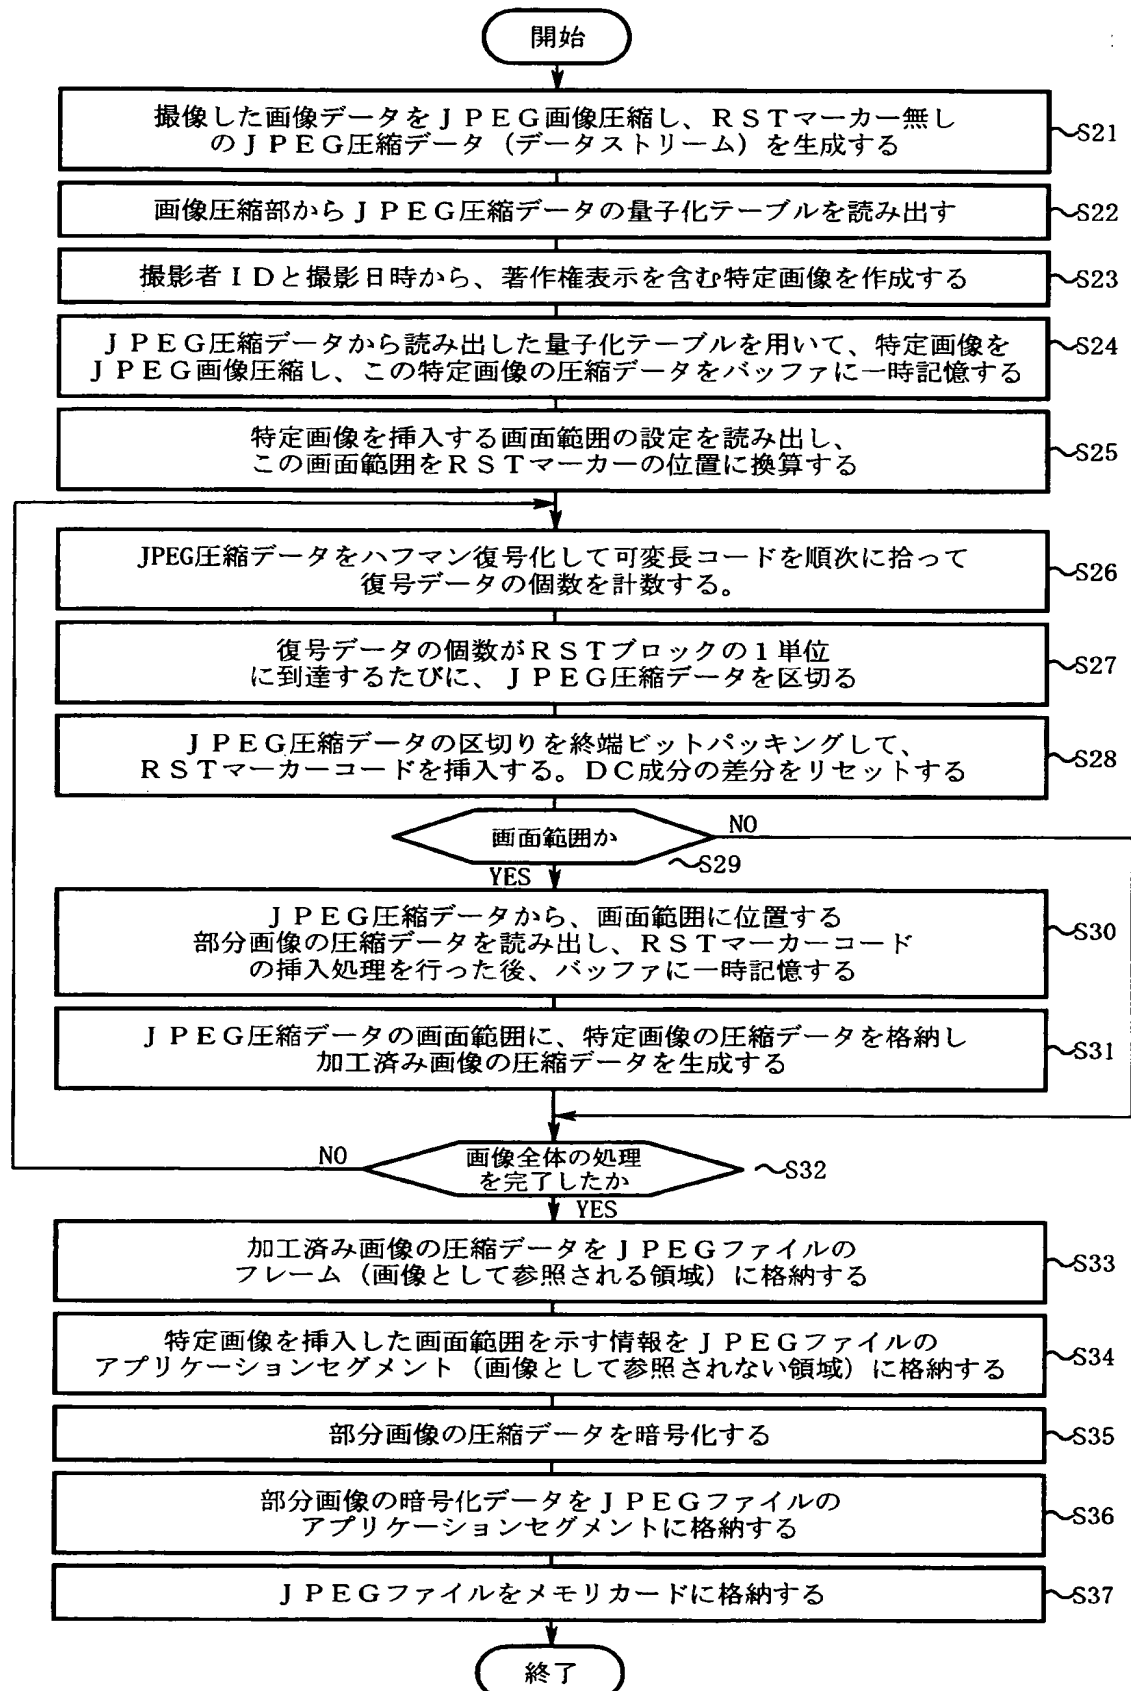 開始
撮像した画像データをＪＰＥＧ画像圧縮し、ＲＳＴマーカー無し
のＪＰＥＧ圧縮データ（データストリーム）を生成する
S21
画像圧縮部からＪＰＥＧ圧縮データの量子化テーブルを読み出す
S22
撮影者ＩＤと撮影日時から、著作権表示を含む特定画像を作成する
S23
ＪＰＥＧ圧縮データから読み出した量子化テーブルを用いて、特定画像を
ＪＰＥＧ画像圧縮し、この特定画像の圧縮データをバッファに一時記憶する
S24
特定画像を挿入する画面範囲の設定を読み出し、
この画面範囲をＲＳＴマーカーの位置に換算する
S25
JPEG圧縮データをハフマン復号化して可変長コードを順次に拾って
復号データの個数を計数する。
S26
復号データの個数がＲＳＴブロックの１単位
に到達するたびに、ＪＰＥＧ圧縮データを区切る
S27
ＪＰＥＧ圧縮データの区切りを終端ビットパッキングして、
ＲＳＴマーカーコードを挿入する。ＤＣ成分の差分をリセットする
S28
画面範囲か
NO
S29
YES
ＪＰＥＧ圧縮データから、画面範囲に位置する
部分画像の圧縮データを読み出し、ＲＳＴマーカーコード
の挿入処理を行った後、バッファに一時記憶する
S30
ＪＰＥＧ圧縮データの画面範囲に、特定画像の圧縮データを格納し
加工済み画像の圧縮データを生成する
S31
NO
画像全体の処理
を完了したか
S32
YES
加工済み画像の圧縮データをＪＰＥＧファイルの
フレーム（画像として参照される領域）に格納する
S33
特定画像を挿入した画面範囲を示す情報をＪＰＥＧファイルの
アプリケーションセグメント（画像として参照されない領域）に格納する
S34
部分画像の圧縮データを暗号化する
S35
部分画像の暗号化データをＪＰＥＧファイルの
アプリケーションセグメントに格納する
S36
ＪＰＥＧファイルをメモリカードに格納する
S37
終了